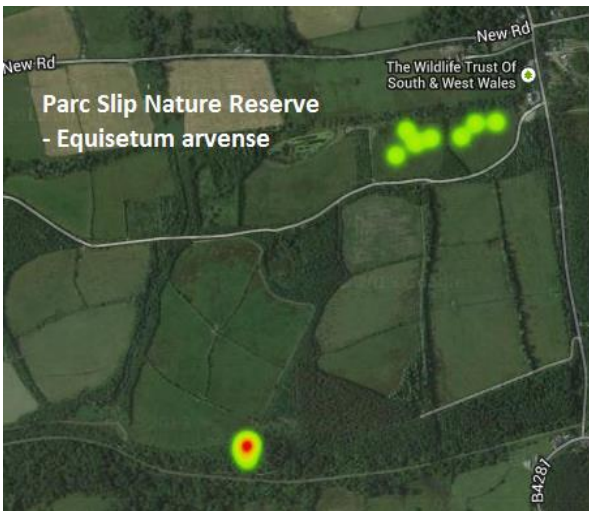 New Rd
New Rd
The Wildlife Trust Of
South & West Wales
Parc Slip Nature Reserve
- Equisetum arvense
B4281